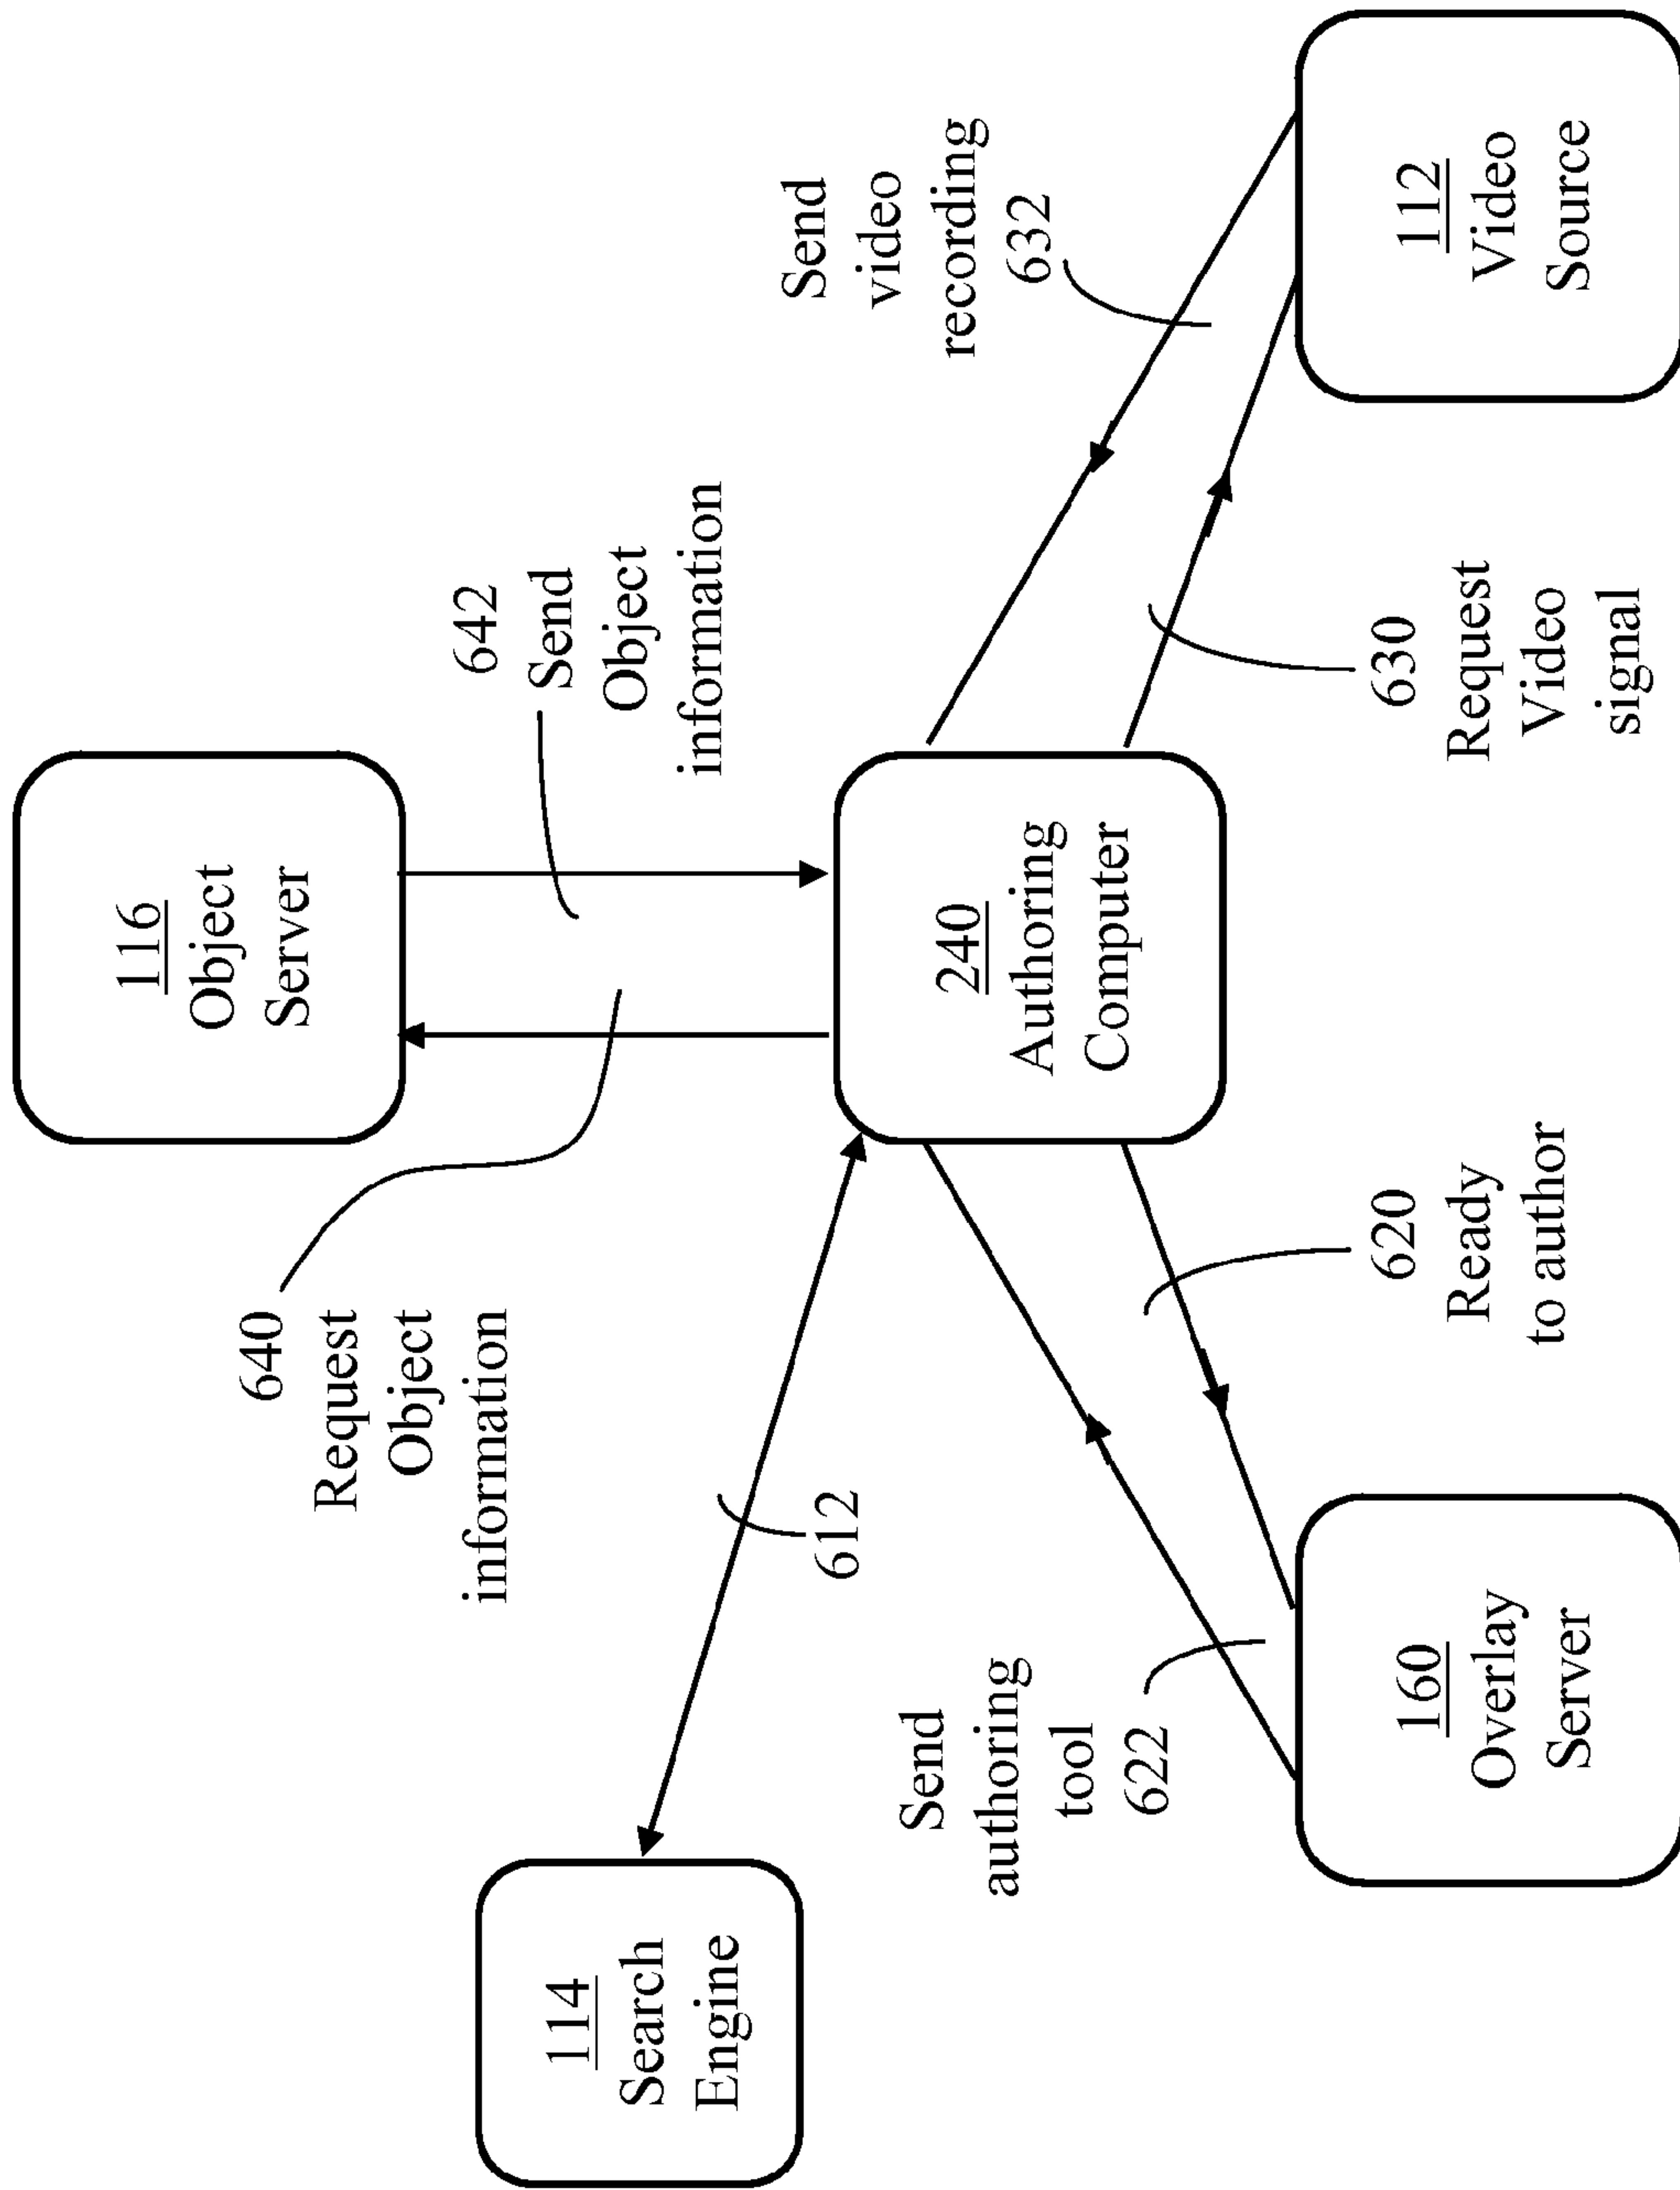 116
Object
Server
642
Send
Object
information
640
Request
Object
information
114
Search
Engine
612
240
Authoring
Computer
Send
video
recording
632
Send
authoring
tool
622
620
Ready
to author
630
Request
Video
signal
160
Overlay
Server
112
Video
Source